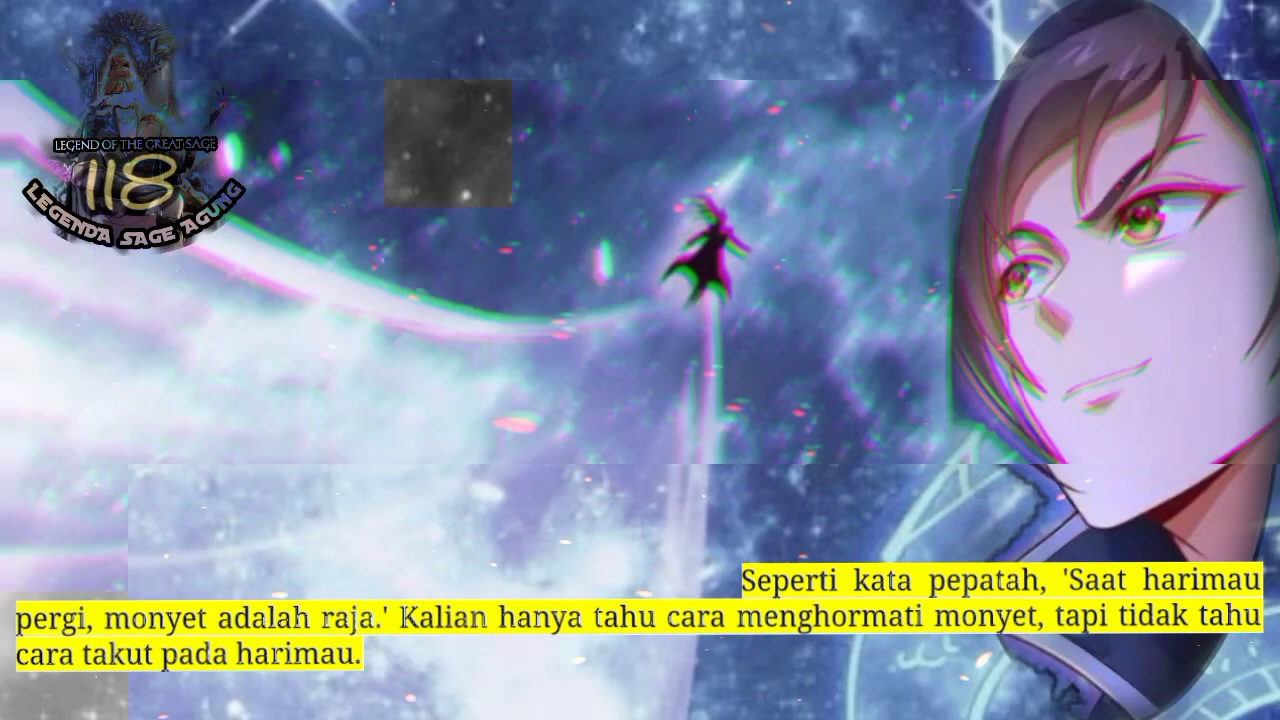 LEGEND OF THE GREAT SAGE
118
LEGENDA SAGE AGUNG
Seperti kata pepatah, 'Saat harimau
pergi, monyet adalah raja.' Kalian hanya tahu cara menghormati monyet, tapi tidak tahu
cara takut pada harimau.